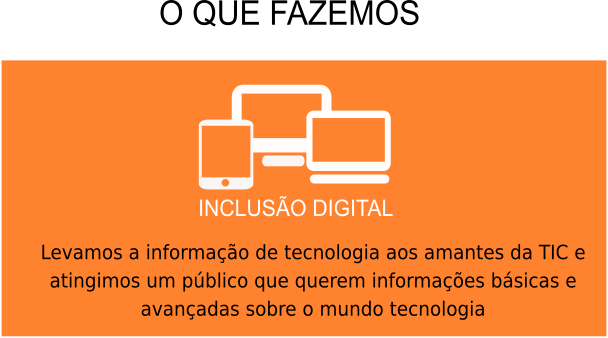 O QUE FAZEMOS
INCLUSÃO DIGITAL
Levamos a informação de tecnologia aos amantes da TIC e
atingimos um público que querem informações básicas e
avançadas sobre o mundo tecnologia